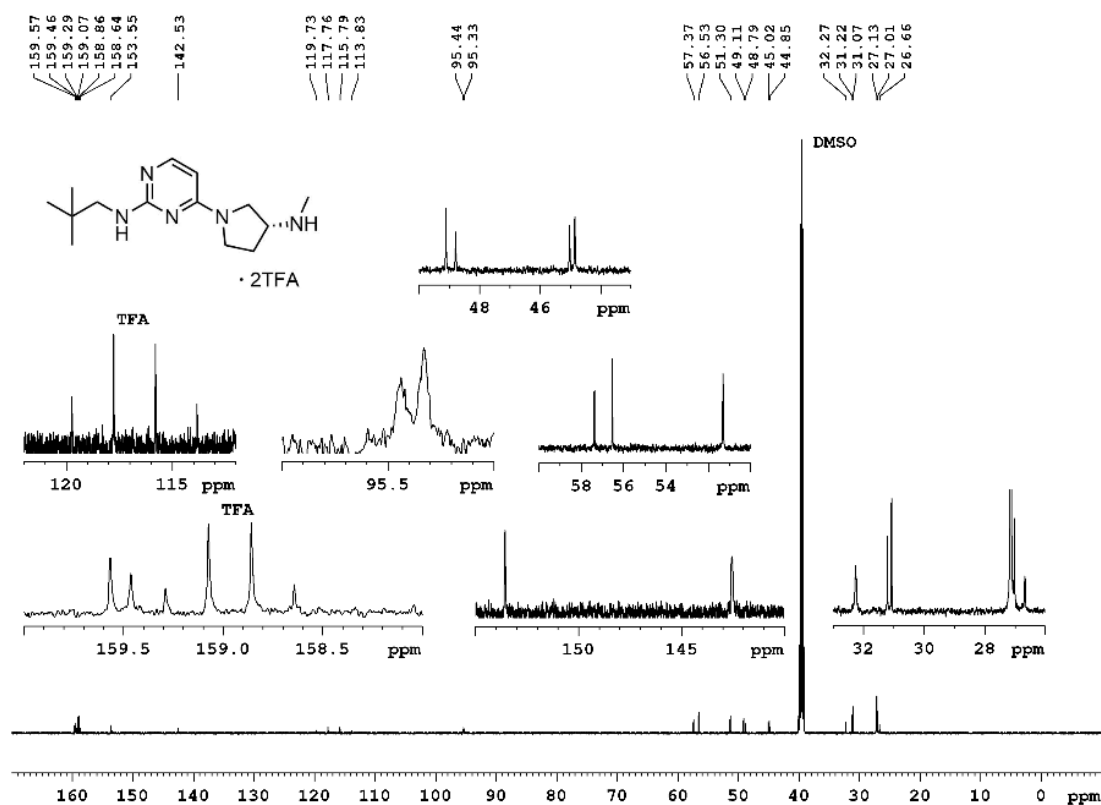 159.57
159.46
159.29
159.07
158.86
158.64
153.55
142.53
119.73
117.76
115.79
113.83
95.44
95.33
57.37
56.53
51.30
49.11
48.79
45.02
44.85
32.27
31.22
31.07
27.13
27.01
26.66
DMSO
N
N
H
N
N
NH
· 2TFA
48 46 ppm
TFA
120 115 ppm
95.5 ppm
58 56 54 ppm
TFA
159.5 159.0 158.5 ppm
150 145 ppm
32 30 28 ppm
160 150 140 130 120 110 100 90 80 70 60 50 40 30 20 10 0 ppm